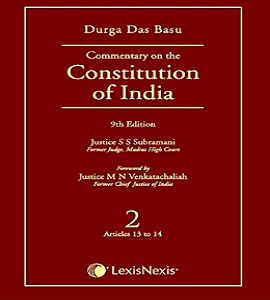 Durga Das Basu
Commentary on the
Constitution
of India
9th Edition
Justice S S Subramani
Former Judge, Madras High Court
Foreword by
Justice M N Venkatachaliah
Former Chief Justice of India
2
Articles 13 to 14
LexisNexis®